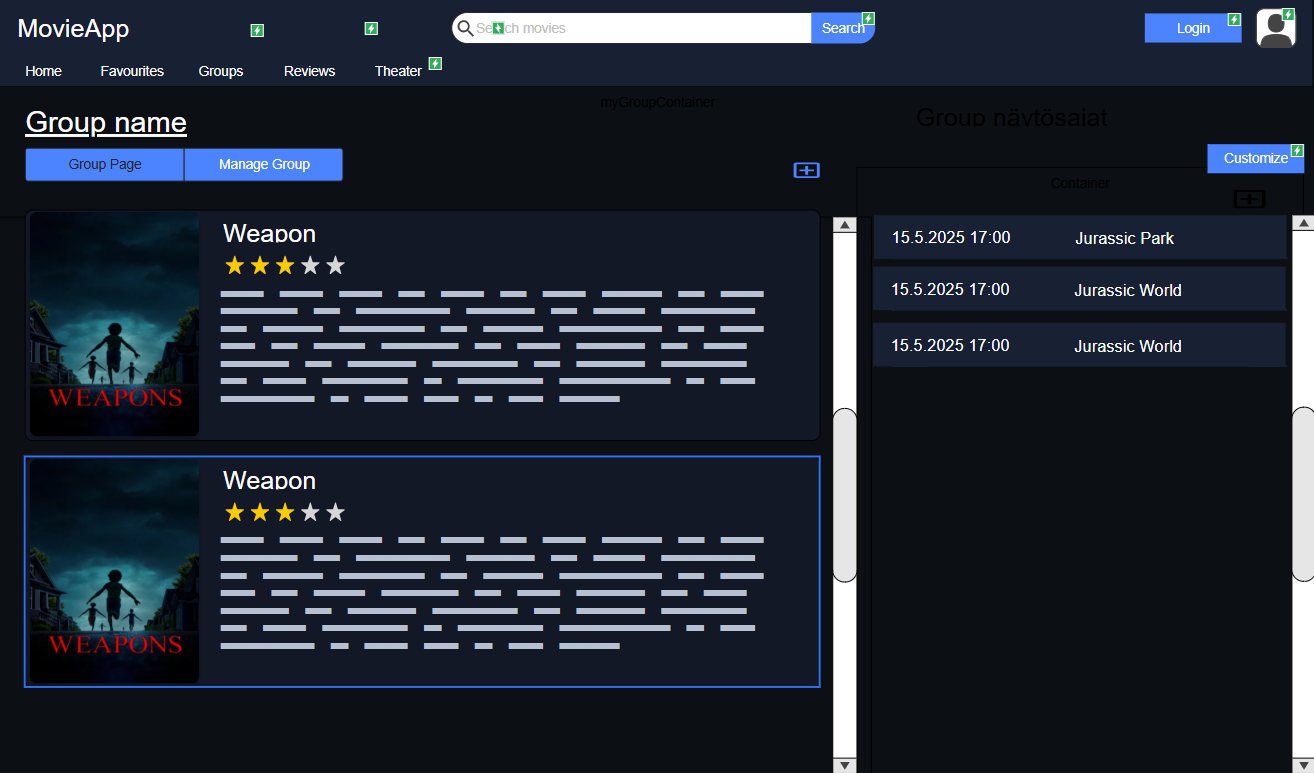 MovieApp
Search movies
Search
Login
Home Favourites Groups Reviews Theater
myGroupContainer
Group name
Group näytösajat
Group Page
Manage Group
Customize
Container
Weapon
WEAPONS
15.5.2025 17:00 Jurassic Park
15.5.2025 17:00 Jurassic World
15.5.2025 17:00 Jurassic World
Weapon
WEAPONS